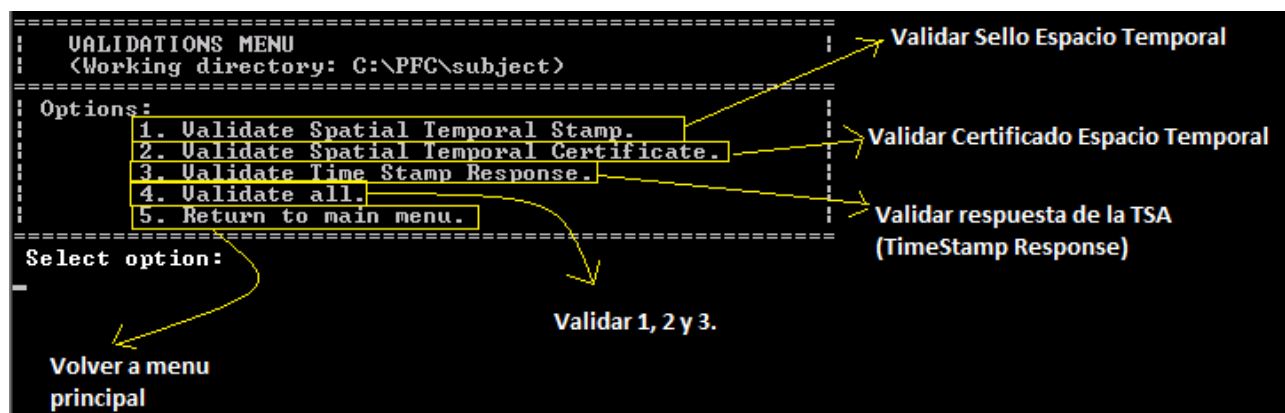 VALIDATIONS MENU
(Working directory: C:\PFC\subject)
Options:
1. Validate Spatial Temporal Stamp.
2. Validate Spatial Temporal Certificate.
3. Validate Time Stamp Response.
4. Validate all.
5. Return to main menu.
Select option:
Validar Sello Espacio Temporal
Validar Certificado Espacio Temporal
Validar respuesta de la TSA
(TimeStamp Response)
Validar 1, 2 y 3.
Volver a menu
principal